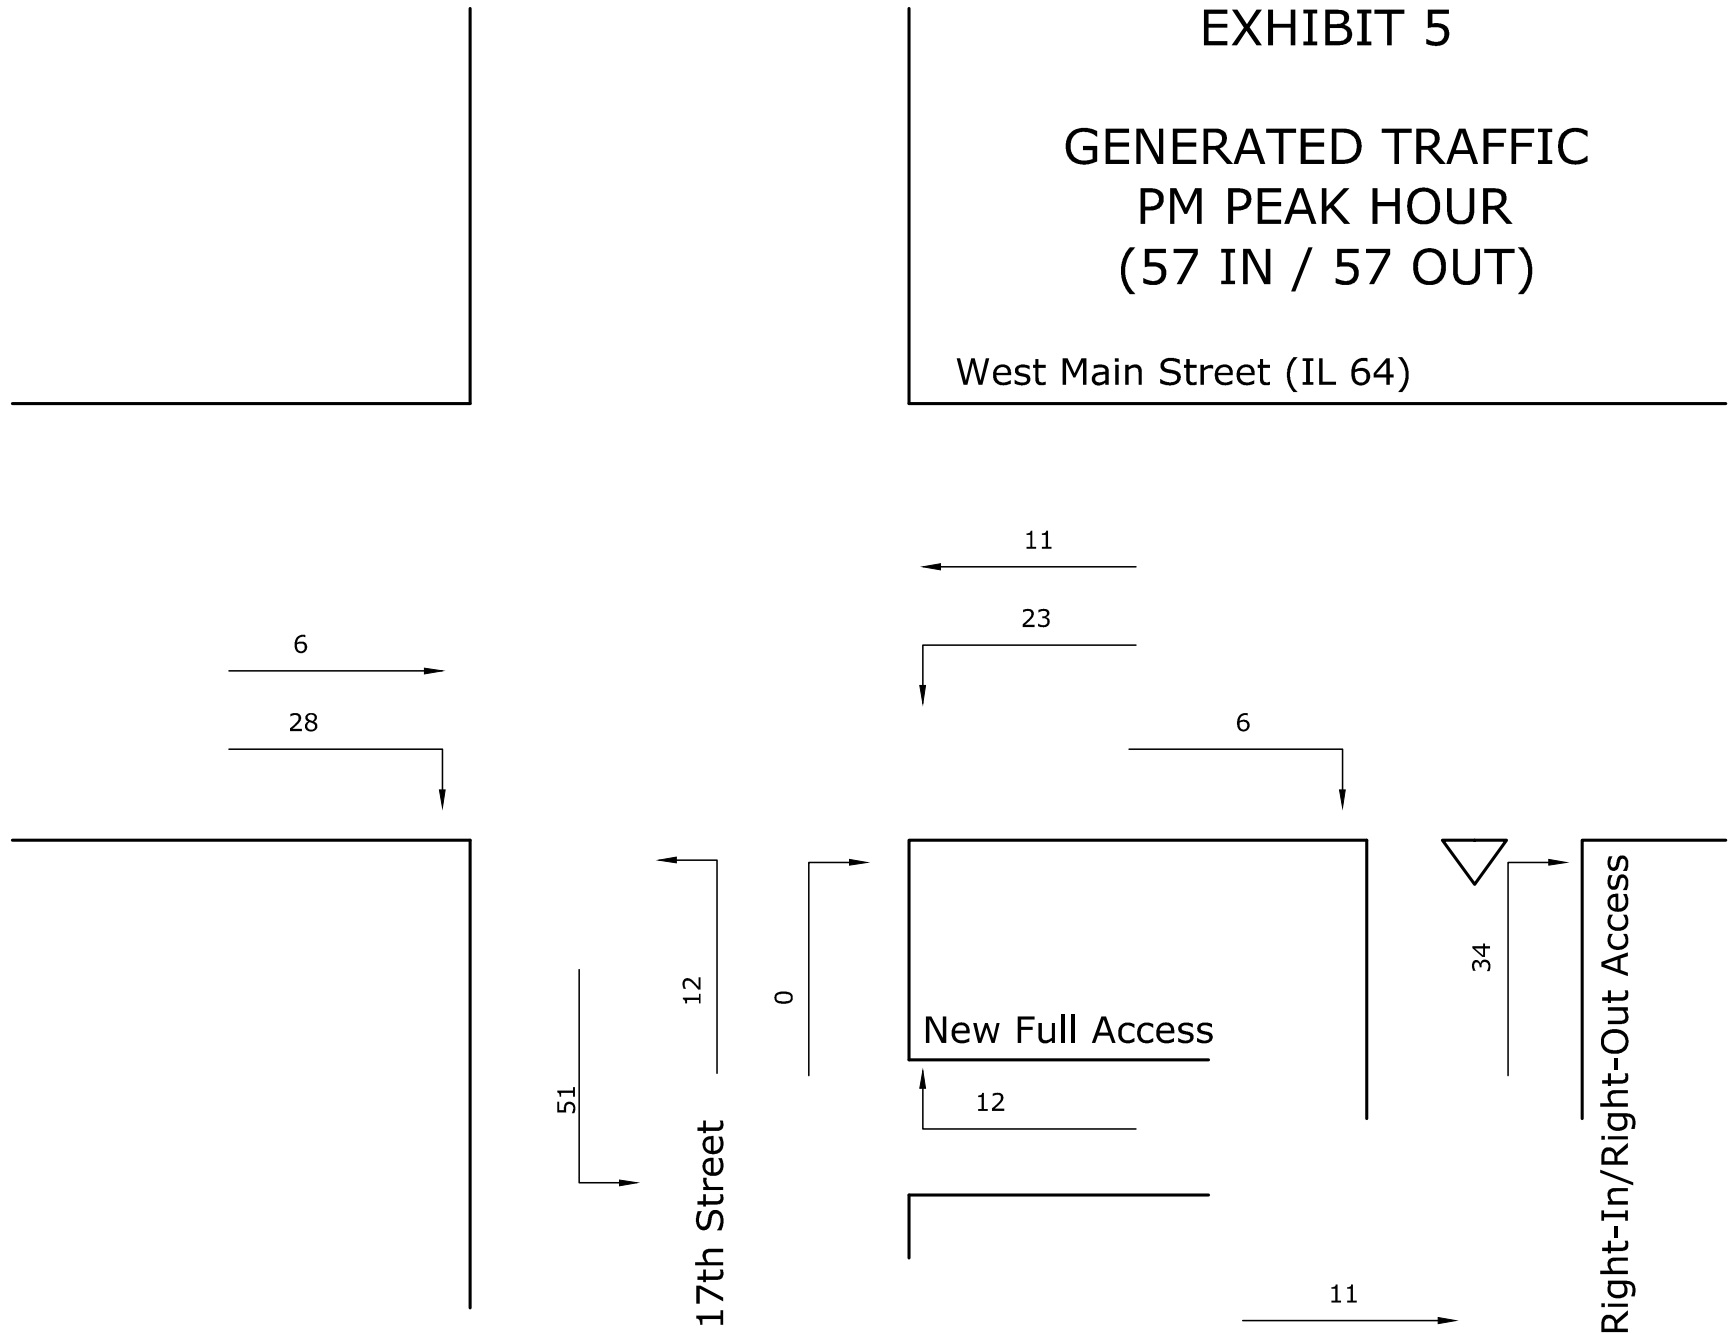 EXHIBIT 5
GENERATED TRAFFIC
PM PEAK HOUR
(57 IN / 57 OUT)
West Main Street (IL 64)
11
23
6
28
6
12
0
34
51
New Full Access
12
17th Street
Right-In/Right-Out Access
11